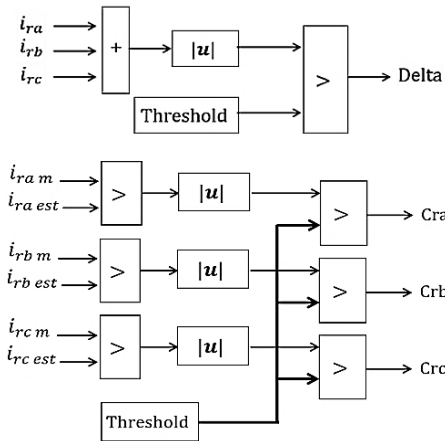 i_ra
i_rb
i_rc
+
|u|
>
Delta
Threshold
i_ra m
i_ra est
>
|u|
>
Cra
i_rb m
i_rb est
>
|u|
>
Crb
i_rc m
i_rc est
>
|u|
>
Crc
Threshold